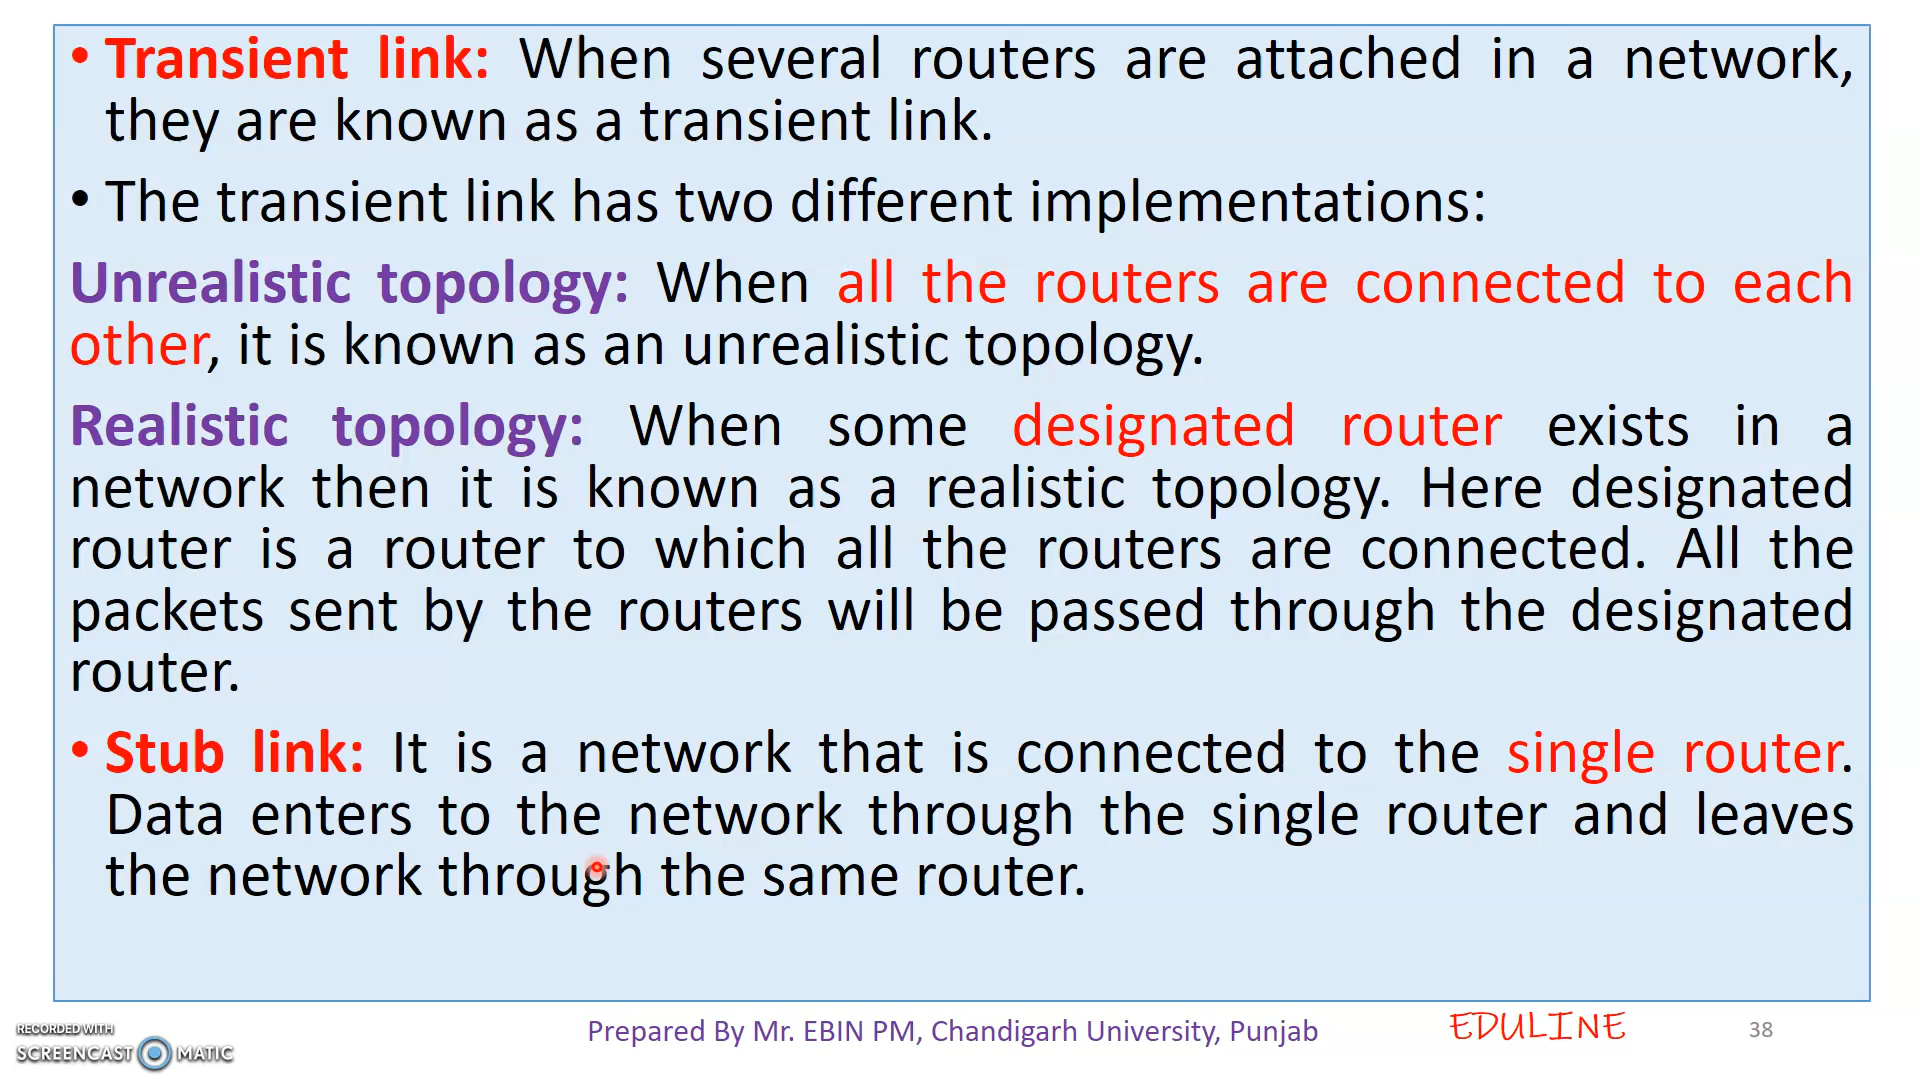 • Transient link: When several routers are attached in a network,
they are known as a transient link.
• The transient link has two different implementations:
Unrealistic topology: When all the routers are connected to each
other, it is known as an unrealistic topology.
Realistic topology: When some designated router exists in a
network then it is known as a realistic topology. Here designated
router is a router to which all the routers are connected. All the
packets sent by the routers will be passed through the designated
router.
• Stub link: It is a network that is connected to the single router.
Data enters to the network through the single router and leaves
the network through the same router.
Prepared By Mr. EBIN PM, Chandigarh University, Punjab
EDULINE
38
RECORDED WITH
SCREENCAST MATIC